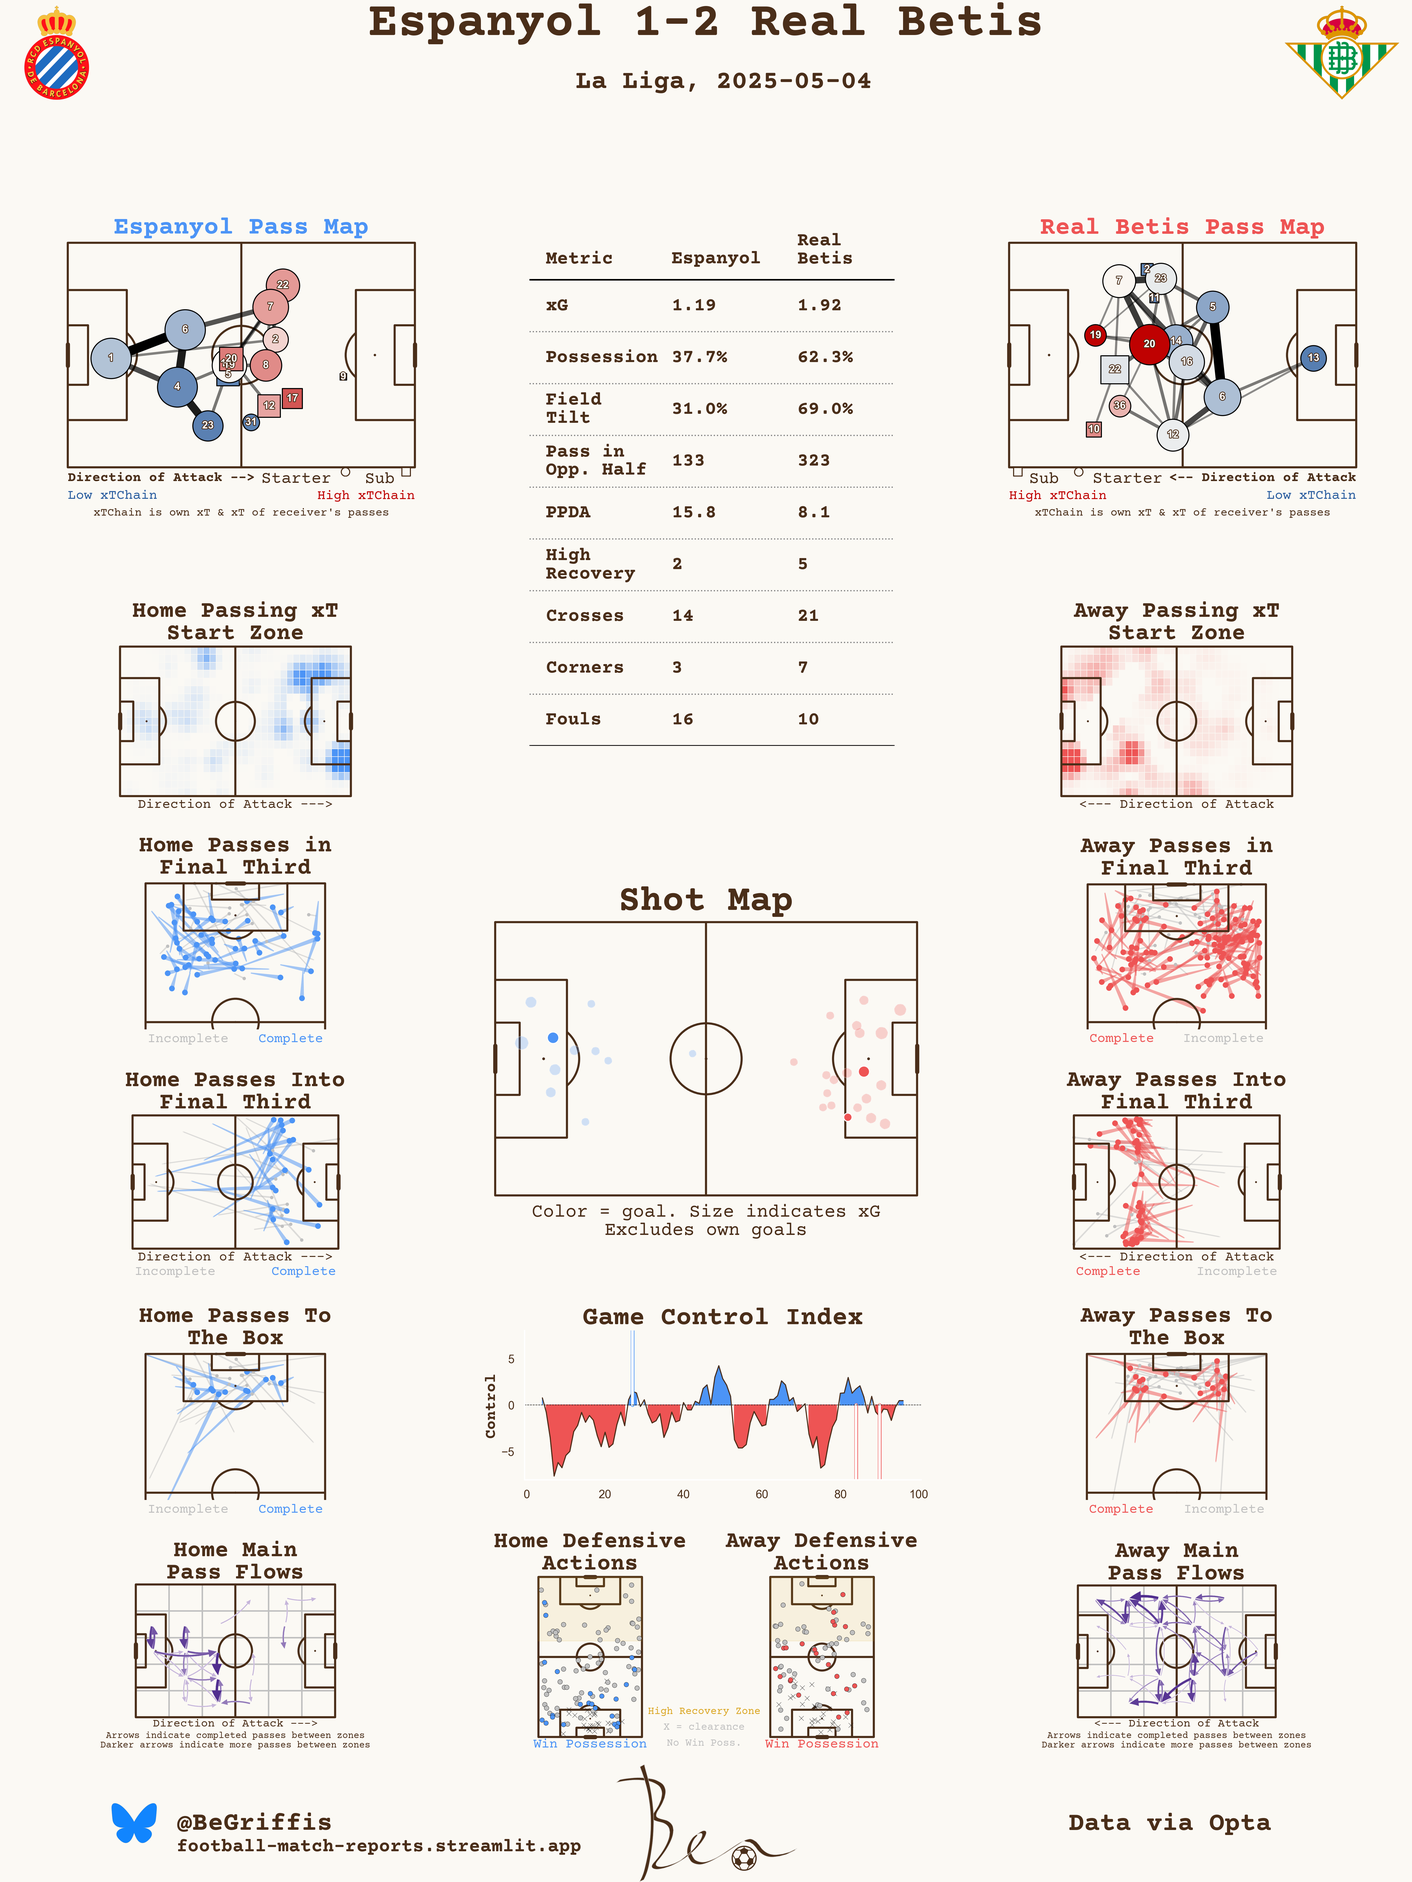 Espanyol 1-2 Real Betis
La Liga, 2025-05-04
RCD ESPANYOL
DE BARCELONA
Espanyol Pass Map
22
7
6
2
1
20
19
8
5
4
9
17
12
23
31
Direction of Attack --> Starter Sub
Low xTChain High xTChain
xTChain is own xT & xT of receiver's passes
Metric Espanyol Real Betis
xG 1.19 1.92
Possession 37.7% 62.3%
Field Tilt 31.0% 69.0%
Pass in Opp. Half 133 323
PPDA 15.8 8.1
High Recovery 2 5
Crosses 14 21
Corners 3 7
Fouls 16 10
Real Betis Pass Map
7
2
23
11
5
19
20
14
16
13
22
36
6
10
12
Sub Starter <-- Direction of Attack
High xTChain Low xTChain
xTChain is own xT & xT of receiver's passes
Home Passing xT
Start Zone
Direction of Attack --->
Away Passing xT
Start Zone
<--- Direction of Attack
Home Passes in
Final Third
Incomplete Complete
Away Passes in
Final Third
Complete Incomplete
Shot Map
Color = goal. Size indicates xG
Excludes own goals
Home Passes Into
Final Third
Direction of Attack --->
Incomplete Complete
Away Passes Into
Final Third
<--- Direction of Attack
Complete Incomplete
Home Passes To
The Box
Incomplete Complete
Game Control Index
Control
5
0
−5
0 20 40 60 80 100
Away Passes To
The Box
Complete Incomplete
Home Main
Pass Flows
Direction of Attack --->
Arrows indicate completed passes between zones
Darker arrows indicate more passes between zones
Home Defensive
Actions
Win Possession
Away Defensive
Actions
Win Possession
High Recovery Zone
X = clearance
No Win Poss.
Away Main
Pass Flows
<--- Direction of Attack
Arrows indicate completed passes between zones
Darker arrows indicate more passes between zones
@BeGriffis
football-match-reports.streamlit.app
Ben
Data via Opta